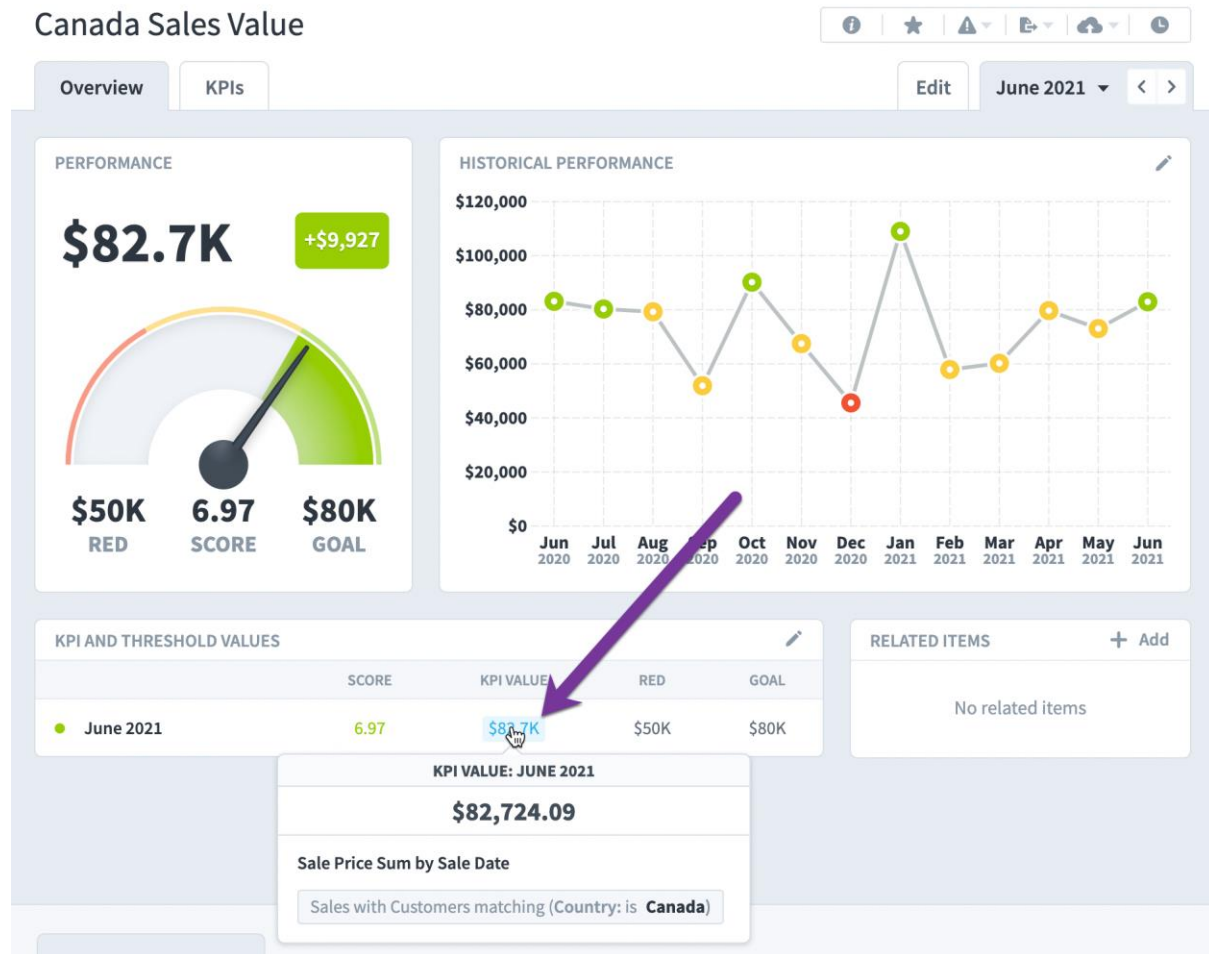 Canada Sales Value
Overview
KPIs
Edit
June 2021
PERFORMANCE
$82.7K
+$9,927
$50K
6.97
$80K
RED
SCORE
GOAL
HISTORICAL PERFORMANCE
$120,000
$100,000
$80,000
$60,000
$40,000
$20,000
$0
Jun Jul Aug Sep Oct Nov Dec Jan Feb Mar Apr May Jun
2020 2020 2020 2020 2020 2020 2020 2021 2021 2021 2021 2021 2021
KPI AND THRESHOLD VALUES
SCORE KPI VALUE RED GOAL
June 2021 6.97 $82.7K $50K $80K
RELATED ITEMS
+ Add
No related items
KPI VALUE: JUNE 2021
$82,724.09
Sale Price Sum by Sale Date
Sales with Customers matching (Country: is Canada)